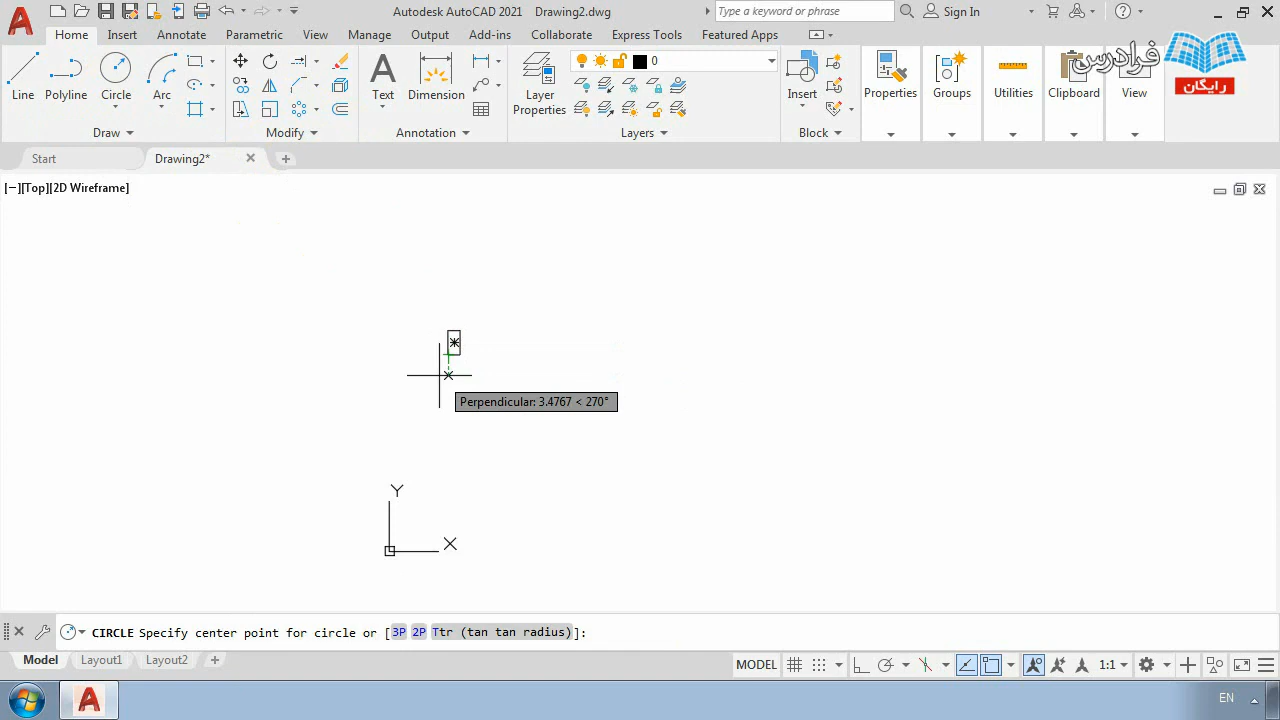 Autodesk AutoCAD 2021 Drawing2.dwg
Type a keyword or phrase
Sign In
Home Insert Annotate Parametric View Manage Output Add-ins Collaborate Express Tools Featured Apps
فرادرس
رایگان
Line Polyline Circle Arc
Text Dimension
Layer Properties
0
Insert
Properties Groups Utilities Clipboard View
Draw Modify Annotation Layers Block
Start Drawing2*
[−][Top][2D Wireframe]
Perpendicular: 3.4767 < 270°
Y
X
CIRCLE Specify center point for circle or [3P 2P Ttr (tan tan radius)]:
Model Layout1 Layout2
MODEL 1:1
EN